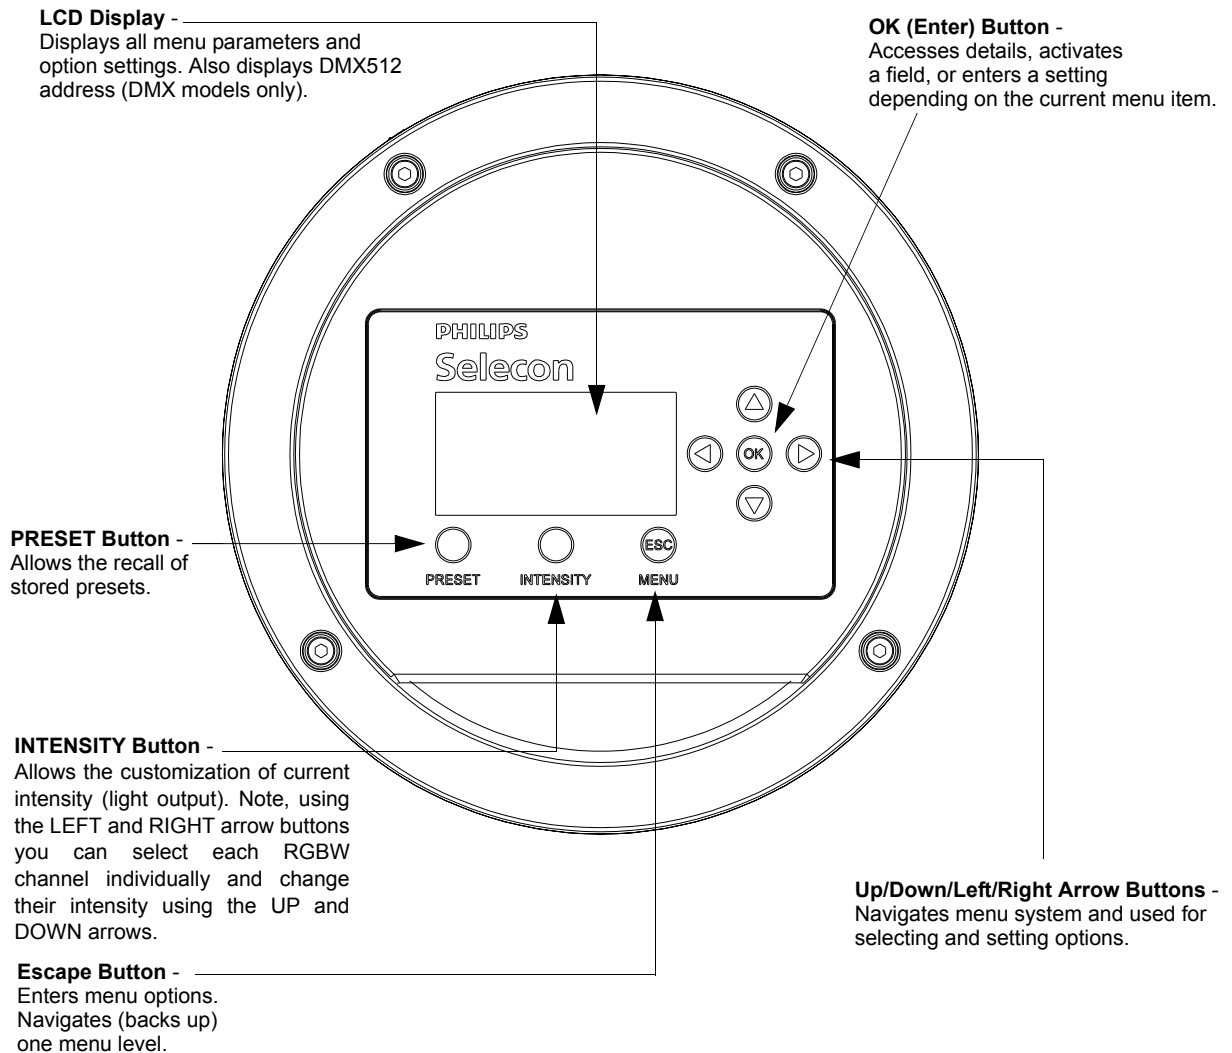 LCD Display -
Displays all menu parameters and
option settings. Also displays DMX512
address (DMX models only).
OK (Enter) Button -
Accesses details, activates
a field, or enters a setting
depending on the current menu item.
PHILIPS
Selecon
OK
ESC
PRESET
INTENSITY
MENU
PRESET Button -
Allows the recall of
stored presets.
INTENSITY Button -
Allows the customization of current
intensity (light output). Note, using
the LEFT and RIGHT arrow buttons
you can select each RGBW
channel individually and change
their intensity using the UP and
DOWN arrows.
Up/Down/Left/Right Arrow Buttons -
Navigates menu system and used for
selecting and setting options.
Escape Button -
Enters menu options.
Navigates (backs up)
one menu level.